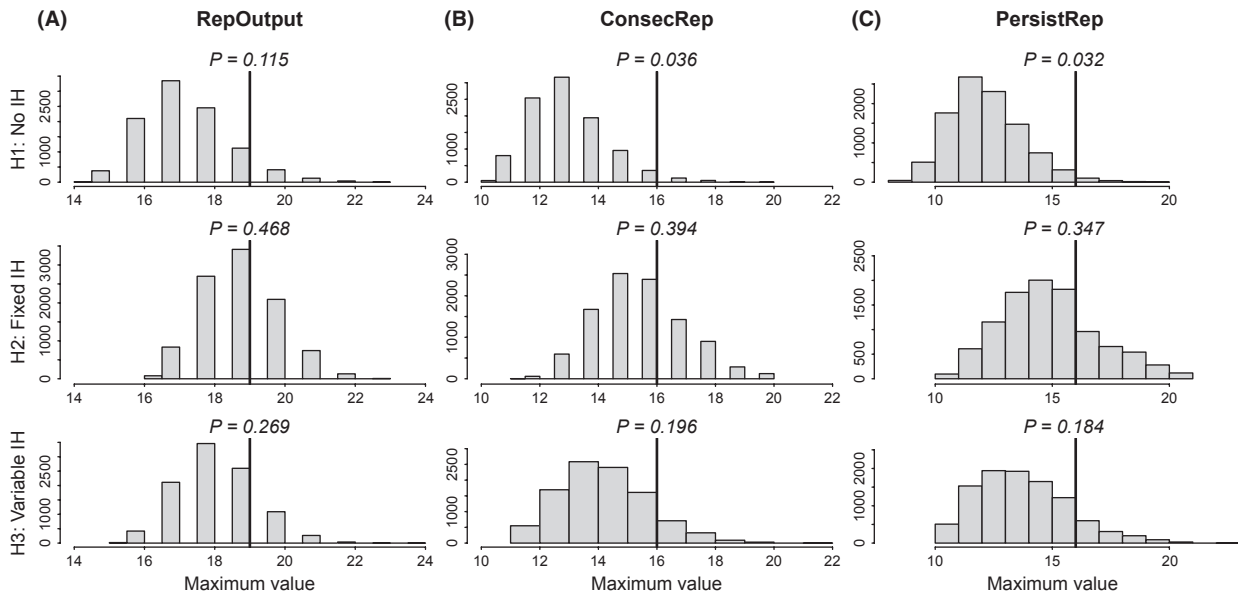 (A) RepOutput (B) ConsecRep (C) PersistRep
P = 0.115 P = 0.036 P = 0.032
H1: No IH
0 1000 2500
14 16 18 20 22 24
0 1000 2500
10 12 14 16 18 20 22
0 1000 2000
10 15 20
P = 0.468 P = 0.394 P = 0.347
H2: Fixed IH
0 1000 2000 3000
14 16 18 20 22 24
0 1000 2000 3000
10 12 14 16 18 20 22
0 500 1500 2500
10 15 20
P = 0.269 P = 0.196 P = 0.184
H3: Variable IH
0 1000 2500
14 16 18 20 22 24
0 1000 2500
10 12 14 16 18 20 22
0 1000 2000
10 15 20
Maximum value Maximum value Maximum value